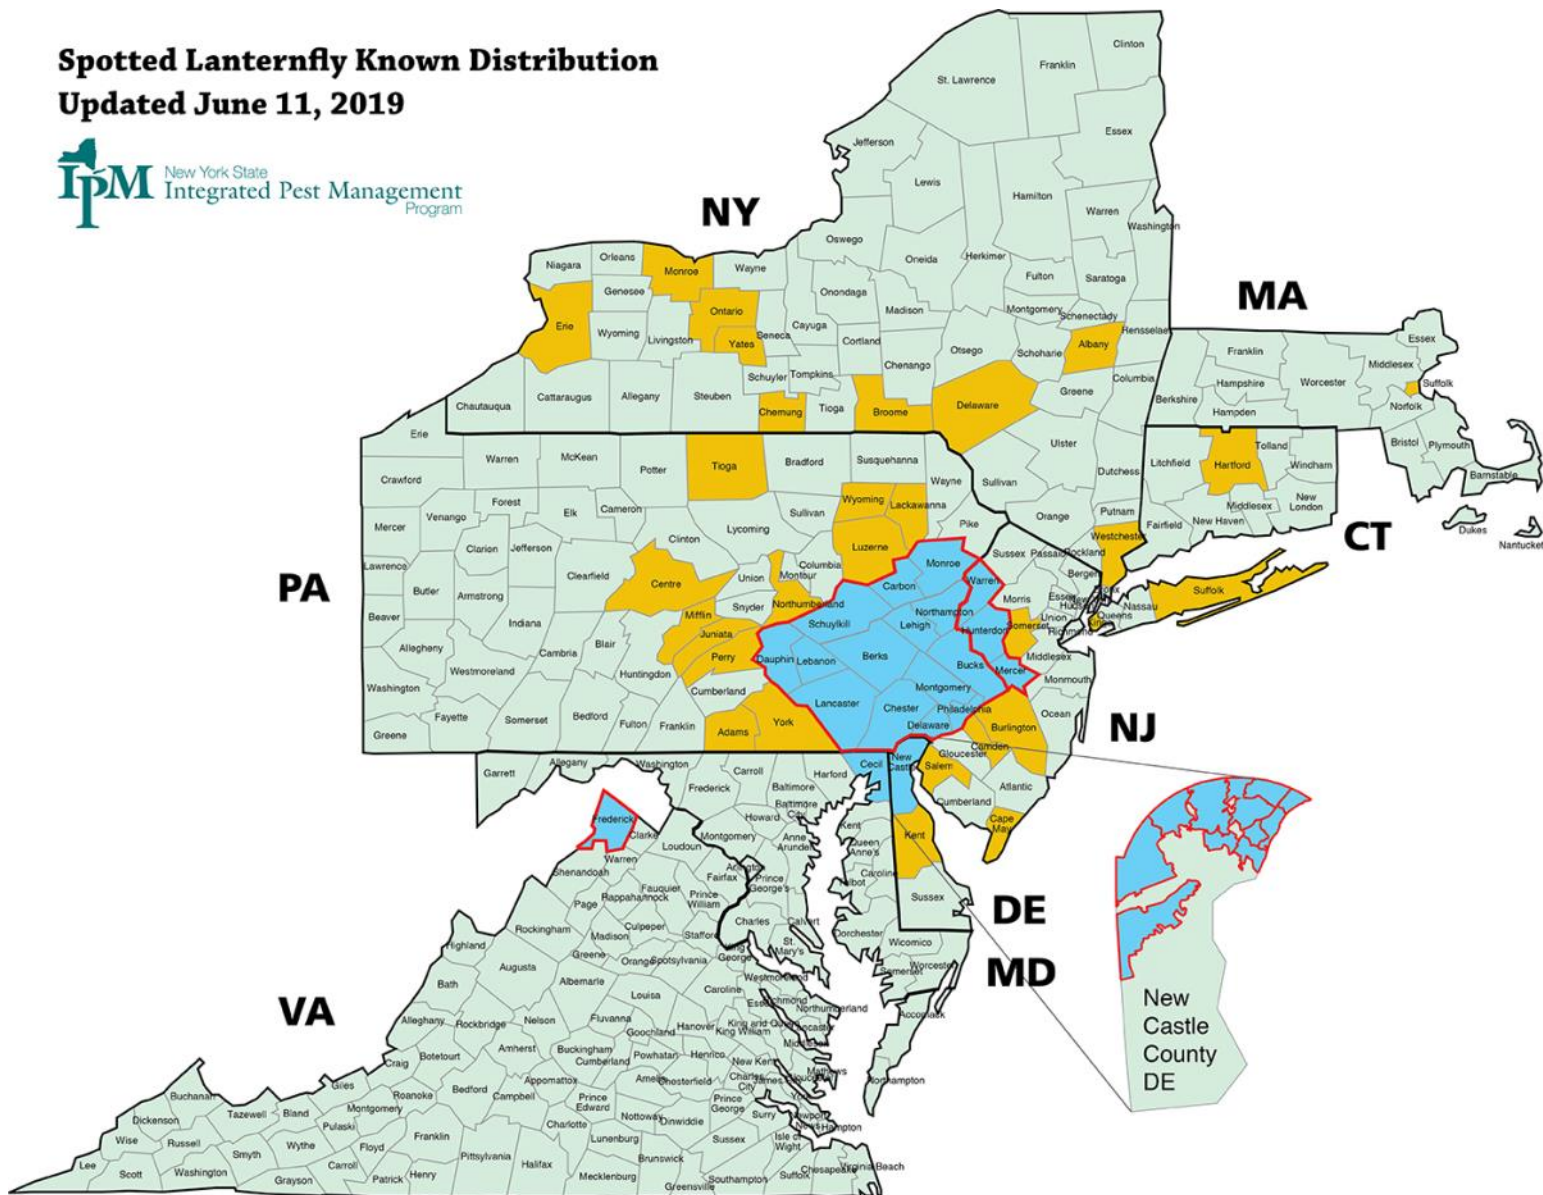 Spotted Lanternfly Known Distribution
Updated June 11, 2019
IPM New York State
Integrated Pest Management
Program
NY
Clinton
Franklin
St. Lawrence
Essex
Jefferson
Lewis
Hamilton
Warren
Washington
Oswego
Oneida
Herkimer
Fulton
Saratoga
Niagara
Orleans
Monroe
Wayne
Genesee
Onondaga
Madison
Montgomery
Schenectady
Erie
Wyoming
Livingston
Ontario
Yates
Seneca
Cayuga
Cortland
Chenango
Otsego
Schoharie
Albany
Rensselaer
Schuyler
Tompkins
Greene
Columbia
Chautauqua
Cattaraugus
Allegany
Steuben
Chemung
Tioga
Broome
Delaware
Ulster
Dutchess
Sullivan
Orange
Putnam
Westchester
Rockland
Nassau
Suffolk
Queens
MA
Essex
Franklin
Middlesex
Hampshire
Worcester
Suffolk
Berkshire
Hampden
Norfolk
Bristol
Plymouth
Barnstable
Dukes
Nantucket
CT
Litchfield
Hartford
Tolland
Windham
Middlesex
New
London
Fairfield
New Haven
PA
Erie
Crawford
Warren
McKean
Potter
Tioga
Bradford
Susquehanna
Wayne
Forest
Elk
Cameron
Sullivan
Wyoming
Lackawanna
Pike
Mercer
Venango
Lycoming
Clinton
Luzerne
Clarion
Jefferson
Lawrence
Butler
Armstrong
Clearfield
Centre
Union
Montour
Columbia
Monroe
Carbon
Beaver
Indiana
Mifflin
Snyder
Northumberland
Schuylkill
Northampton
Lehigh
Allegheny
Cambria
Blair
Juniata
Perry
Dauphin
Lebanon
Berks
Bucks
Westmoreland
Huntingdon
Washington
Cumberland
Montgomery
Fayette
Somerset
Bedford
Fulton
Franklin
Greene
Adams
York
Lancaster
Chester
Philadelphia
Delaware
NJ
Sussex
Passaic
Bergen
Warren
Morris
Essex
Union
Hunterdon
Somerset
Middlesex
Mercer
Monmouth
Ocean
Burlington
Camden
Gloucester
Salem
Atlantic
Cumberland
Cape
May
DE
New
Castle
Kent
Sussex
MD
Garrett
Allegany
Washington
Frederick
Carroll
Baltimore
Harford
Cecil
Baltimore
City
Howard
Montgomery
Anne
Arundel
Kent
Queen
Anne's
Caroline
Talbot
Prince
George's
Charles
Calvert
St.
Mary's
Dorchester
Wicomico
Worcester
Somerset
VA
Frederick
Clarke
Loudoun
Warren
Shenandoah
Arlington
Fairfax
Fauquier
Prince
William
Page
Rappahannock
Rockingham
Culpeper
Madison
Stafford
Highland
Greene
Orange
Spotsylvania
King
George
Augusta
Westmoreland
Bath
Albemarle
Caroline
Essex
Richmond
Northumberland
Louisa
Accomack
Alleghany
Rockbridge
Nelson
Fluvanna
Goochland
Hanover
King and Queen
King William
Lancaster
Middlesex
Botetourt
Amherst
Buckingham
Cumberland
Powhatan
Henrico
New Kent
Craig
Mathews
Giles
Roanoke
Bedford
Campbell
Appomattox
Amelia
Chesterfield
Charles
City
James City
Gloucester
Northampton
Buchanan
Dickenson
Tazewell
Bland
Montgomery
Pulaski
Prince
Edward
Nottoway
Dinwiddie
Prince
George
Surry
York
Newport
News
Hampton
Wise
Russell
Wythe
Floyd
Franklin
Charlotte
Lunenburg
Sussex
Isle of
Wight
Lee
Scott
Washington
Smyth
Grayson
Carroll
Patrick
Henry
Pittsylvania
Halifax
Mecklenburg
Brunswick
Greensville
Southampton
Suffolk
Chesapeake
Virginia Beach
New
Castle
County
DE